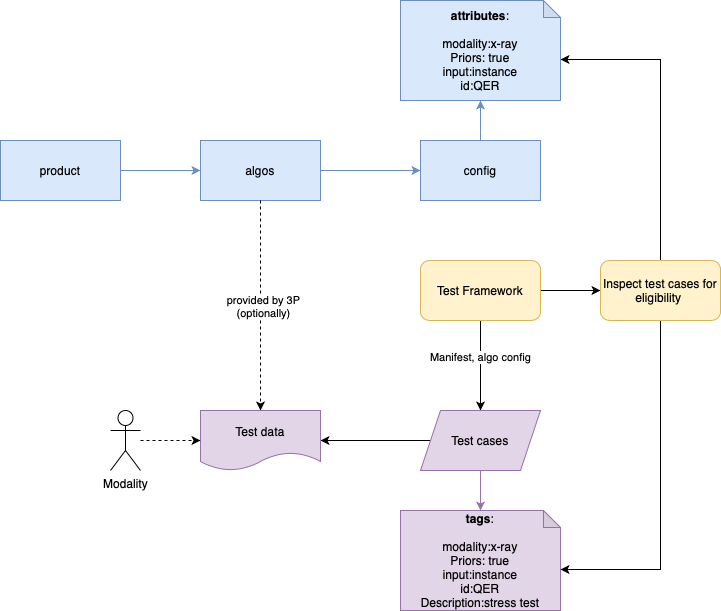 attributes:
modality:x-ray
Priors: true
input:instance
id:QER
product
algos
config
provided by 3P
(optionally)
Test Framework
Inspect test cases for
eligibility
Manifest, algo config
Test data
Test cases
Modality
tags:
modality:x-ray
Priors: true
input:instance
id:QER
Description:stress test